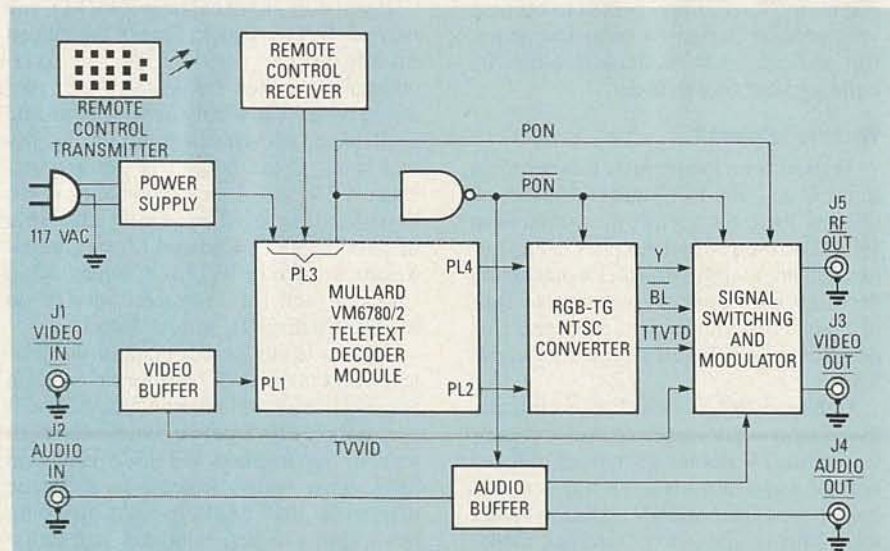 REMOTE
CONTROL
RECEIVER
REMOTE
CONTROL
TRANSMITTER
PON
PON
POWER
SUPPLY
117 VAC
PL3
MULLARD
VM6780/2
TELETEXT
DECODER
MODULE
PL4
PL2
PL1
RGB-TG
NTSC
CONVERTER
Y
BL
TTVTD
SIGNAL
SWITCHING
AND
MODULATOR
J5
RF
OUT
J3
VIDEO
OUT
J1
VIDEO
IN
VIDEO
BUFFER
J2
AUDIO
IN
TVVID
AUDIO
BUFFER
J4
AUDIO
OUT